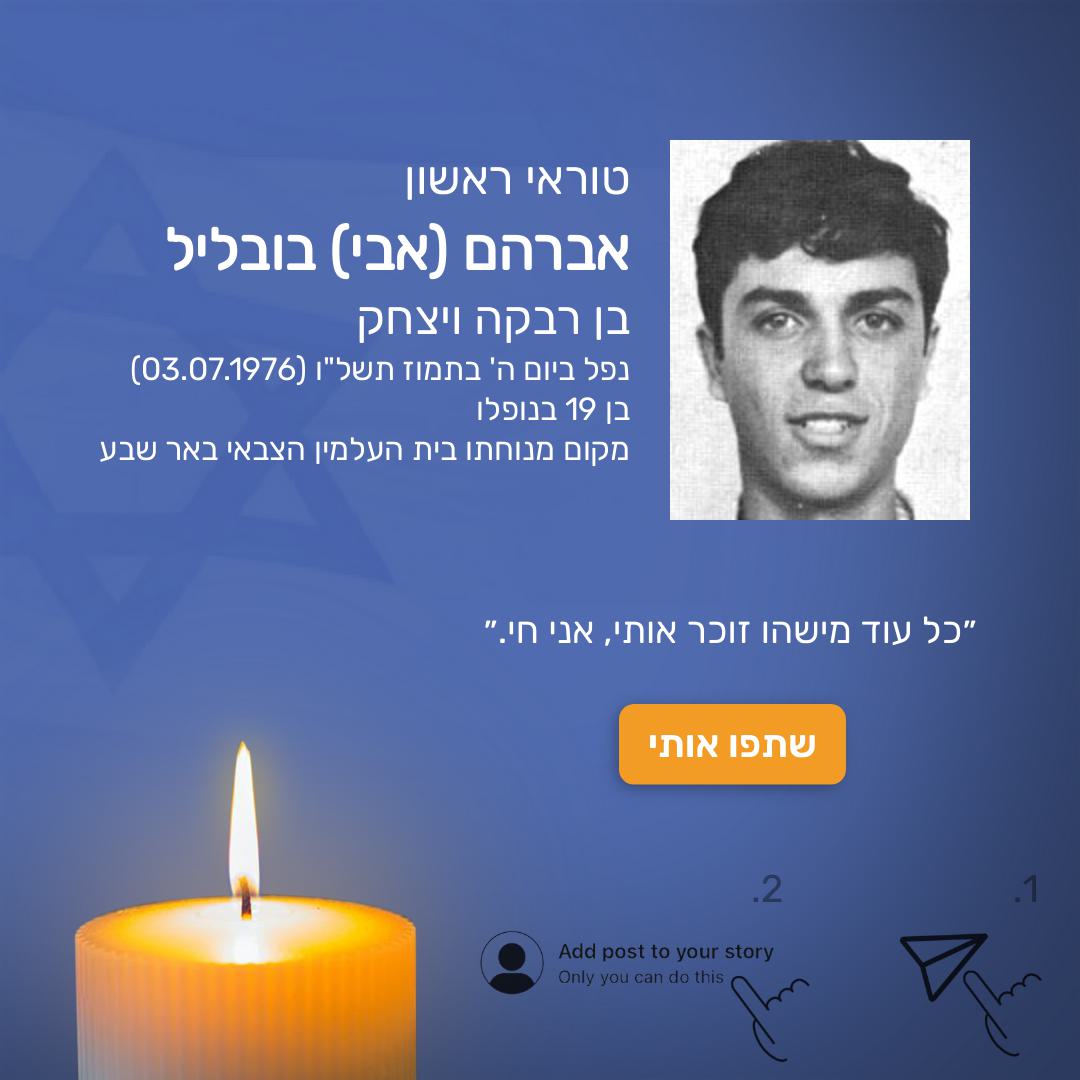 טוראי ראשון
אברהם (אבי) בובליל
בן רבקה ויצחק
נפל ביום ה' בתמוז תשל"ו (03.07.1976)
בן 19 בנופלו
מקום מנוחתו בית העלמין הצבאי באר שבע
״כל עוד מישהו זוכר אותי, אני חי.״
שתפו אותי
.1
.2
Add post to your story
Only you can do this